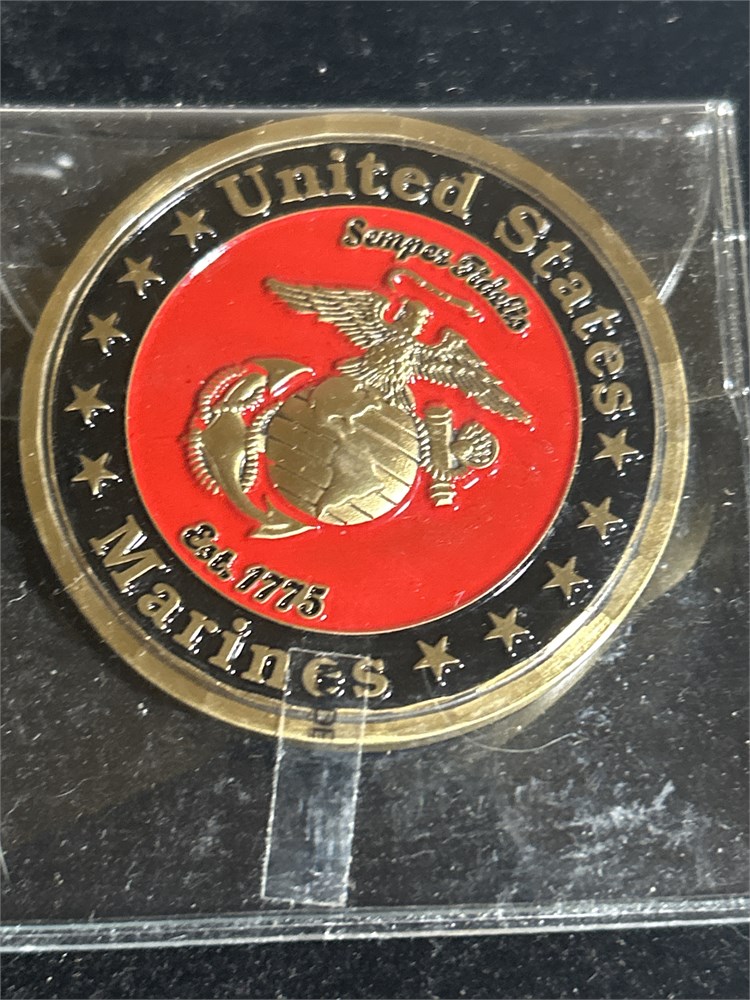 United States
Semper Fidelis
Est. 1775
Marines